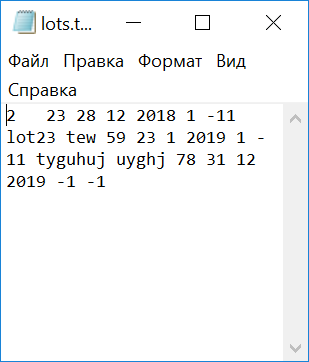 lots.t...
Файл Правка Формат Вид
Справка
2   23 28 12 2018 1 -11
lot23 tew 59 23 1 2019 1 -
11 tyguhuj uyghj 78 31 12
2019 -1 -1